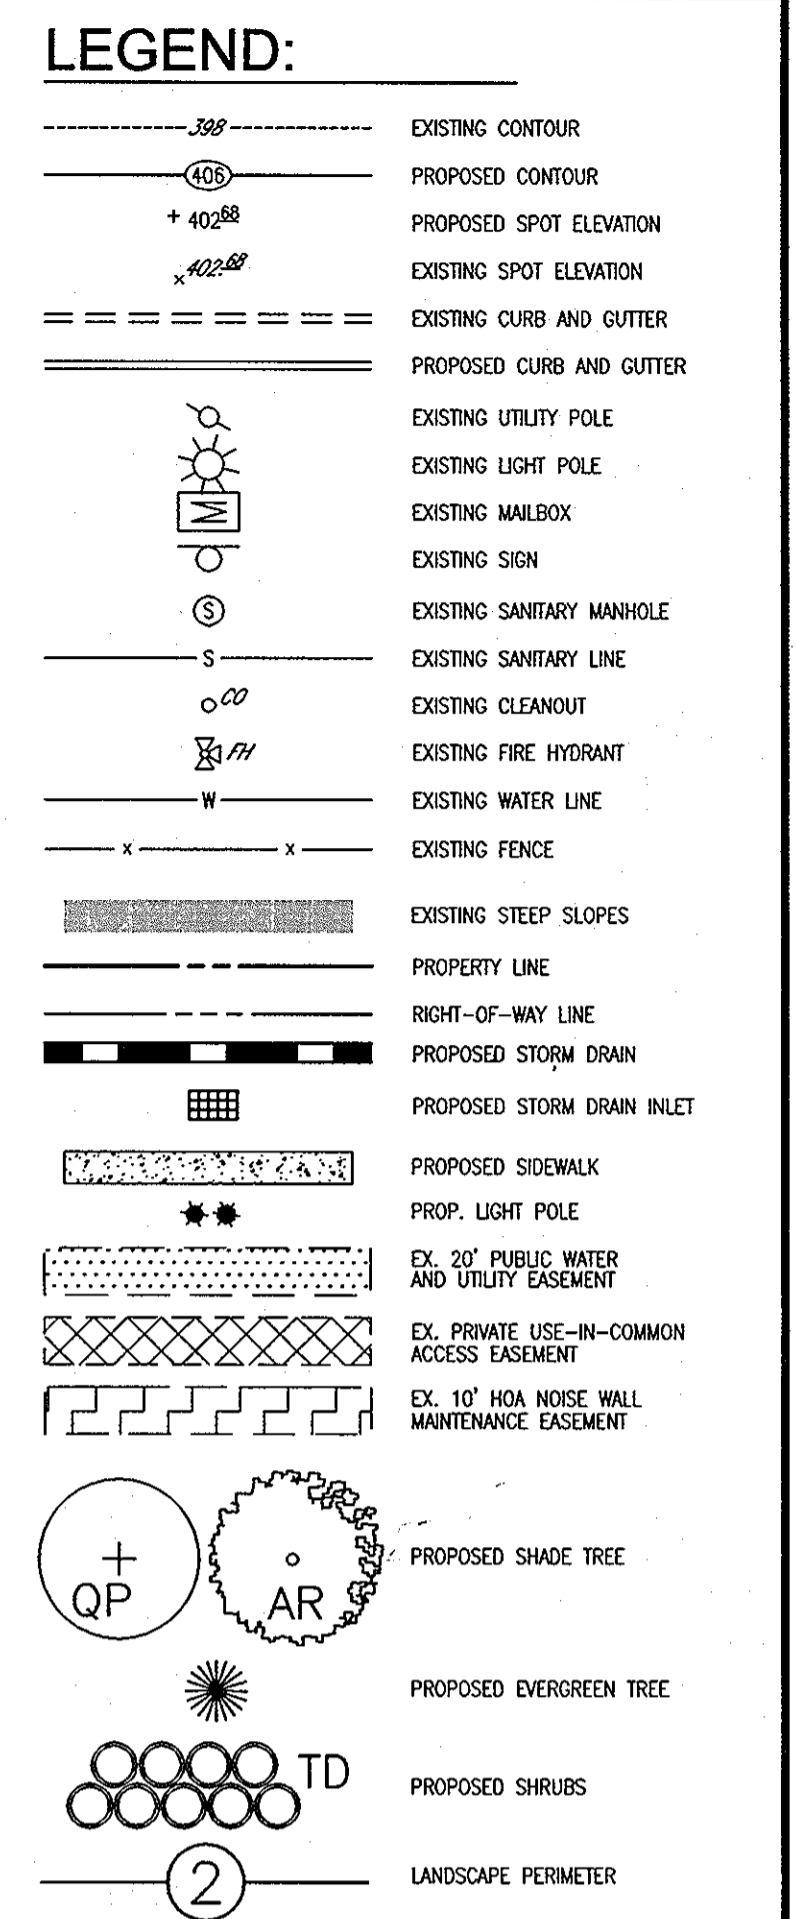 LEGEND:
398 EXISTING CONTOUR
406 PROPOSED CONTOUR
+ 402 68 PROPOSED SPOT ELEVATION
x 402.68 EXISTING SPOT ELEVATION
EXISTING CURB AND GUTTER
PROPOSED CURB AND GUTTER
EXISTING UTILITY POLE
EXISTING LIGHT POLE
M EXISTING MAILBOX
EXISTING SIGN
S EXISTING SANITARY MANHOLE
S EXISTING SANITARY LINE
CO EXISTING CLEANOUT
FH EXISTING FIRE HYDRANT
W EXISTING WATER LINE
x x EXISTING FENCE
EXISTING STEEP SLOPES
PROPERTY LINE
RIGHT-OF-WAY LINE
PROPOSED STORM DRAIN
PROPOSED STORM DRAIN INLET
PROPOSED SIDEWALK
PROP. LIGHT POLE
EX. 20' PUBLIC WATER
AND UTILITY EASEMENT
EX. PRIVATE USE-IN-COMMON
ACCESS EASEMENT
EX. 10' HOA NOISE WALL
MAINTENANCE EASEMENT
QP AR PROPOSED SHADE TREE
PROPOSED EVERGREEN TREE
TD PROPOSED SHRUBS
2 LANDSCAPE PERIMETER